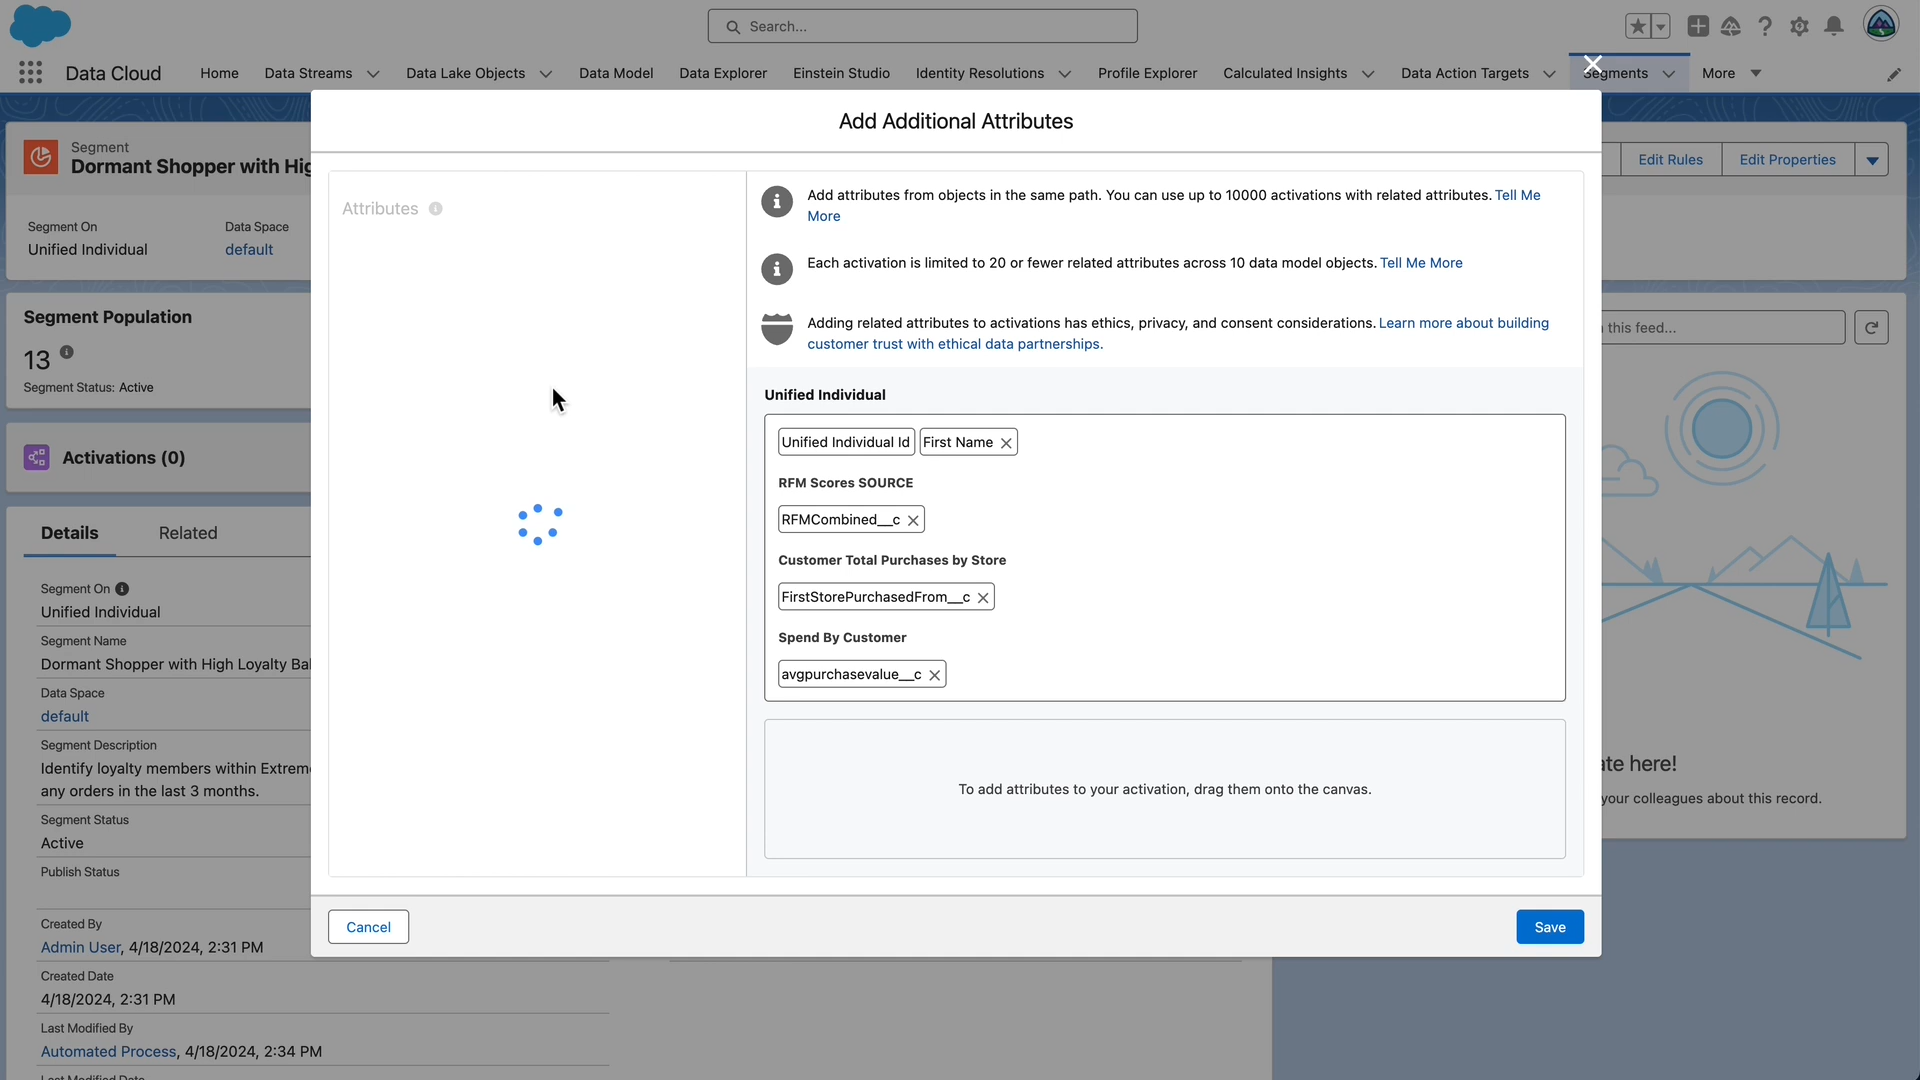 Search...
Data Cloud
Home
Data Streams
Data Lake Objects
Data Model
Data Explorer
Einstein Studio
Identity Resolutions
Profile Explorer
Calculated Insights
Data Action Targets
Segments
More
Segment
Dormant Shopper with Hig
Edit Rules
Edit Properties
Segment On
Unified Individual
Data Space
default
Segment Population
13
Segment Status: Active
Activations (0)
Details
Related
Segment On
Unified Individual
Segment Name
Dormant Shopper with High Loyalty Bal
Data Space
default
Segment Description
Identify loyalty members within Extrem
any orders in the last 3 months.
Segment Status
Active
Publish Status
Created By
Admin User, 4/18/2024, 2:31 PM
Created Date
4/18/2024, 2:31 PM
Last Modified By
Automated Process, 4/18/2024, 2:34 PM
Last Modified Date
Add Additional Attributes
Attributes
Add attributes from objects in the same path. You can use up to 10000 activations with related attributes. Tell Me
More
Each activation is limited to 20 or fewer related attributes across 10 data model objects. Tell Me More
Adding related attributes to activations has ethics, privacy, and consent considerations. Learn more about building
customer trust with ethical data partnerships.
Unified Individual
Unified Individual Id
First Name
RFM Scores SOURCE
RFMCombined__c
Customer Total Purchases by Store
FirstStorePurchasedFrom__c
Spend By Customer
avgpurchasevalue__c
To add attributes to your activation, drag them onto the canvas.
Cancel
Save
this feed...
ate here!
your colleagues about this record.